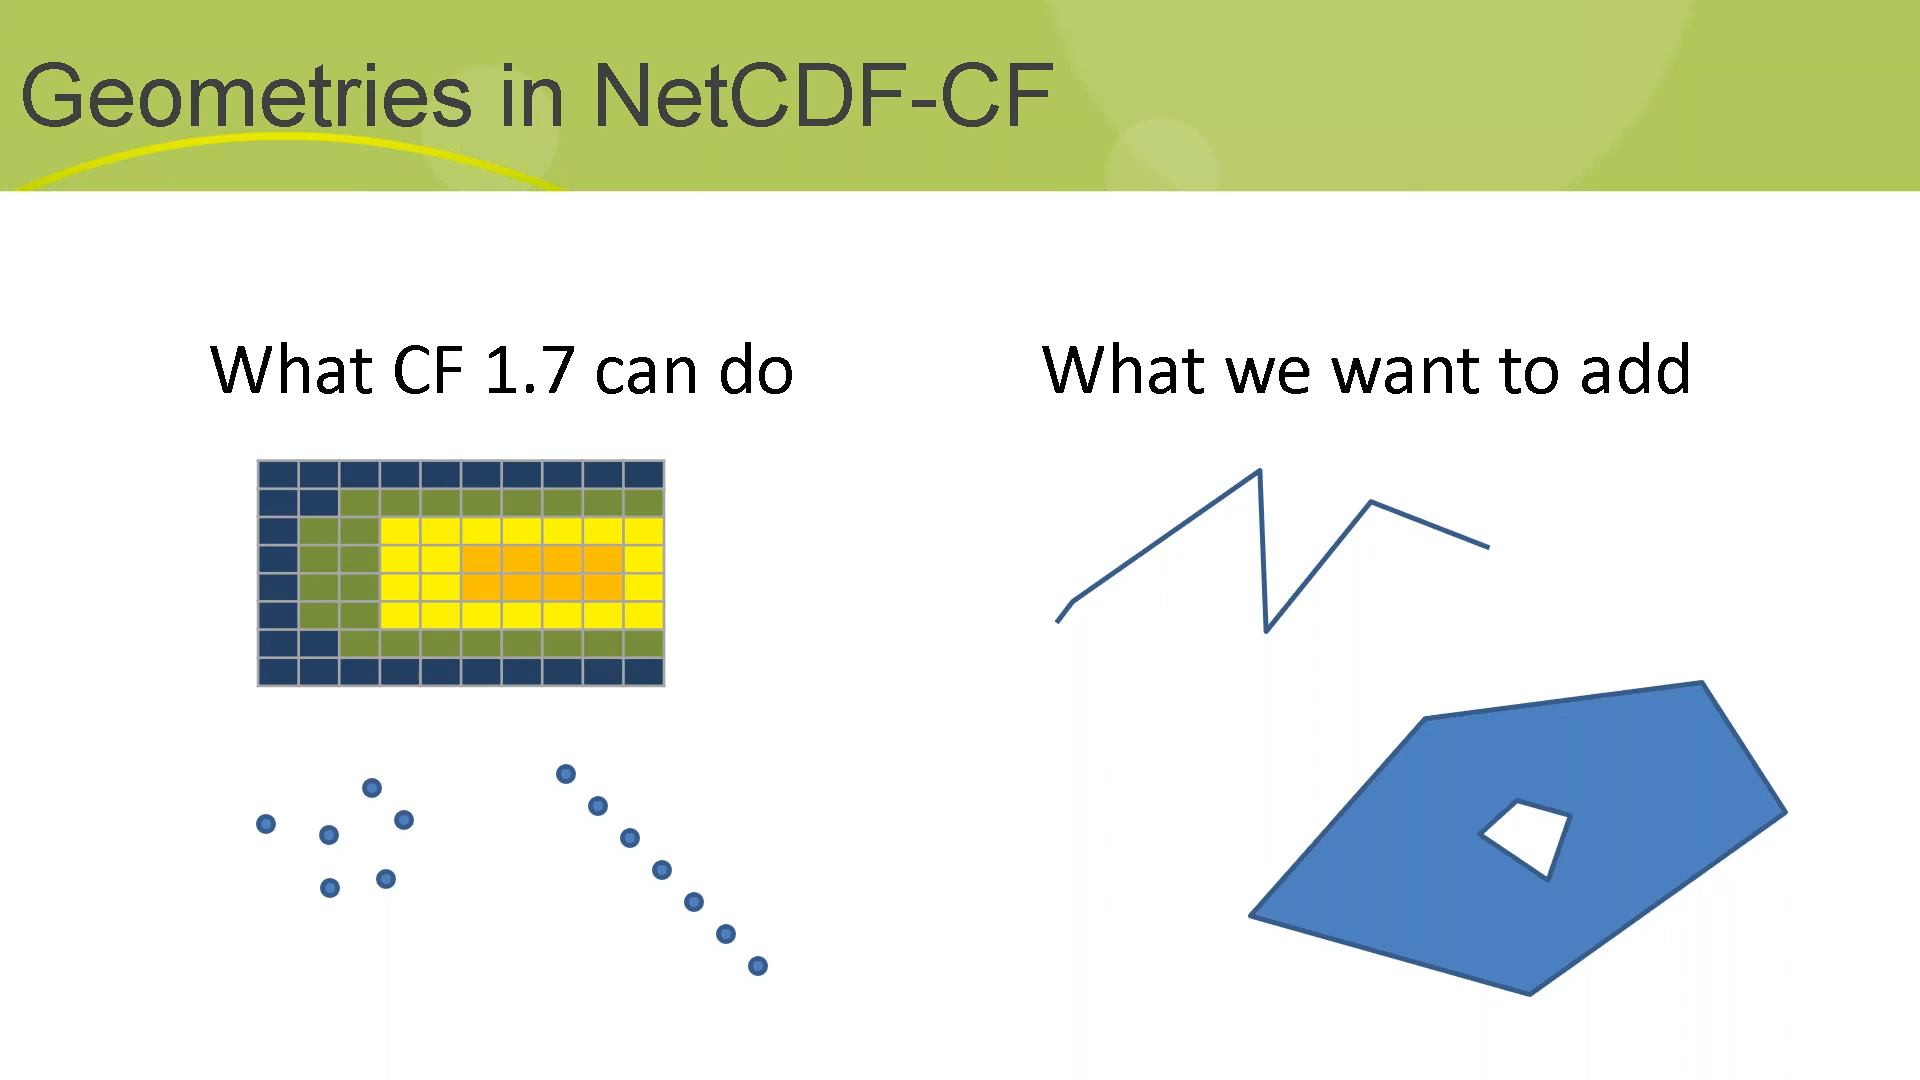 Geometries in NetCDF-CF
What CF 1.7 can do
What we want to add